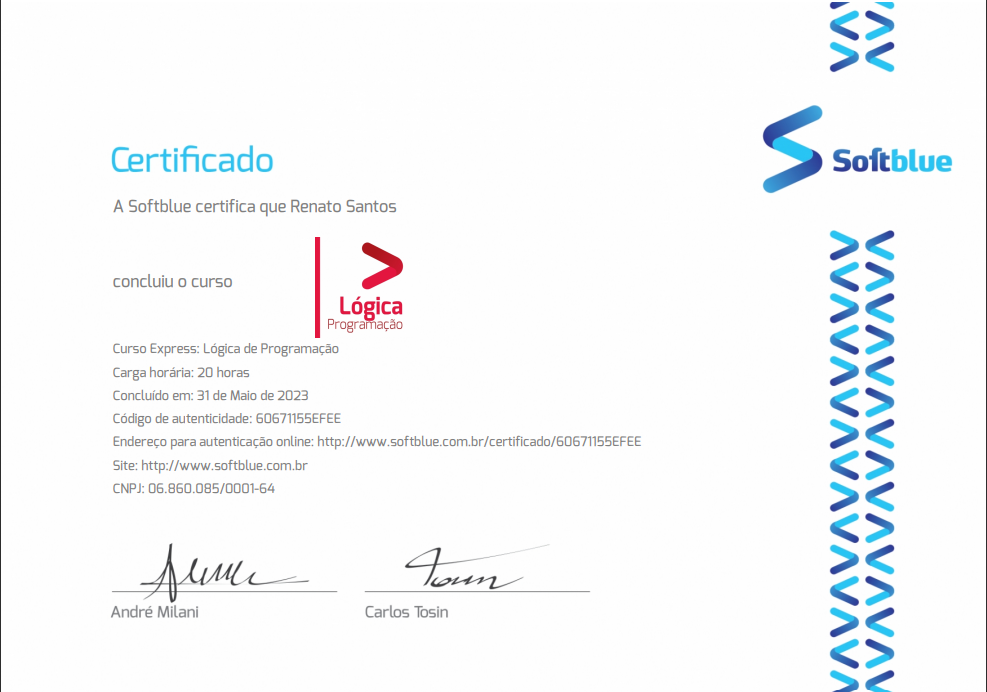 Softblue
Certificado
A Softblue certifica que Renato Santos
concluiu o curso
Lógica
Programação
Curso Express: Lógica de Programação
Carga horária: 20 horas
Concluído em: 31 de Maio de 2023
Código de autenticidade: 60671155EFEE
Endereço para autenticação online: http://www.softblue.com.br/certificado/60671155EFEE
Site: http://www.softblue.com.br
CNPJ: 06.860.085/0001-64
André Milani
Carlos Tosin